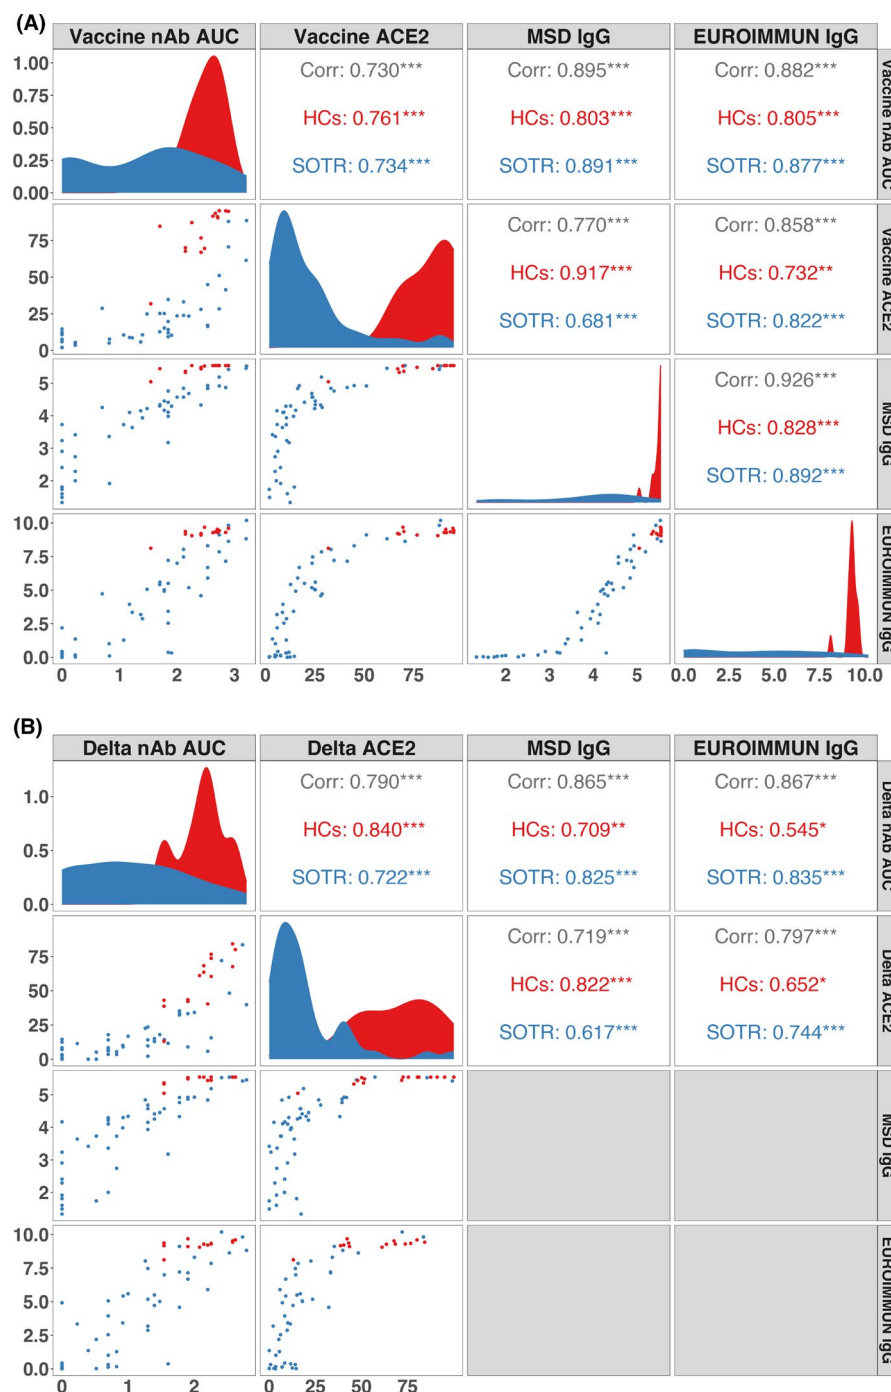 (A)
Vaccine nAb AUC Vaccine ACE2 MSD IgG EUROIMMUN IgG
1.00
0.75
0.50
0.25
0.00
Corr: 0.730***
HCs: 0.761***
SOTR: 0.734***
Corr: 0.895***
HCs: 0.803***
SOTR: 0.891***
Corr: 0.882***
HCs: 0.805***
SOTR: 0.877***
Vaccine nAb AUC
75
50
25
0
Corr: 0.770***
HCs: 0.917***
SOTR: 0.681***
Corr: 0.858***
HCs: 0.732**
SOTR: 0.822***
Vaccine ACE2
5
4
3
2
Corr: 0.926***
HCs: 0.828***
SOTR: 0.892***
MSD IgG
10.0
7.5
5.0
2.5
0.0
EUROIMMUN IgG
0 1 2 3 0 25 50 75 2 3 4 5 0.0 2.5 5.0 7.5 10.0
(B)
Delta nAb AUC Delta ACE2 MSD IgG EUROIMMUN IgG
1.0
0.5
0.0
Corr: 0.790***
HCs: 0.840***
SOTR: 0.722***
Corr: 0.865***
HCs: 0.709**
SOTR: 0.825***
Corr: 0.867***
HCs: 0.545*
SOTR: 0.835***
Delta nAb AUC
75
50
25
0
Corr: 0.719***
HCs: 0.822***
SOTR: 0.617***
Corr: 0.797***
HCs: 0.652*
SOTR: 0.744***
Delta ACE2
5
4
3
2
MSD IgG
10.0
7.5
5.0
2.5
0.0
EUROIMMUN IgG
0 1 2 0 25 50 75